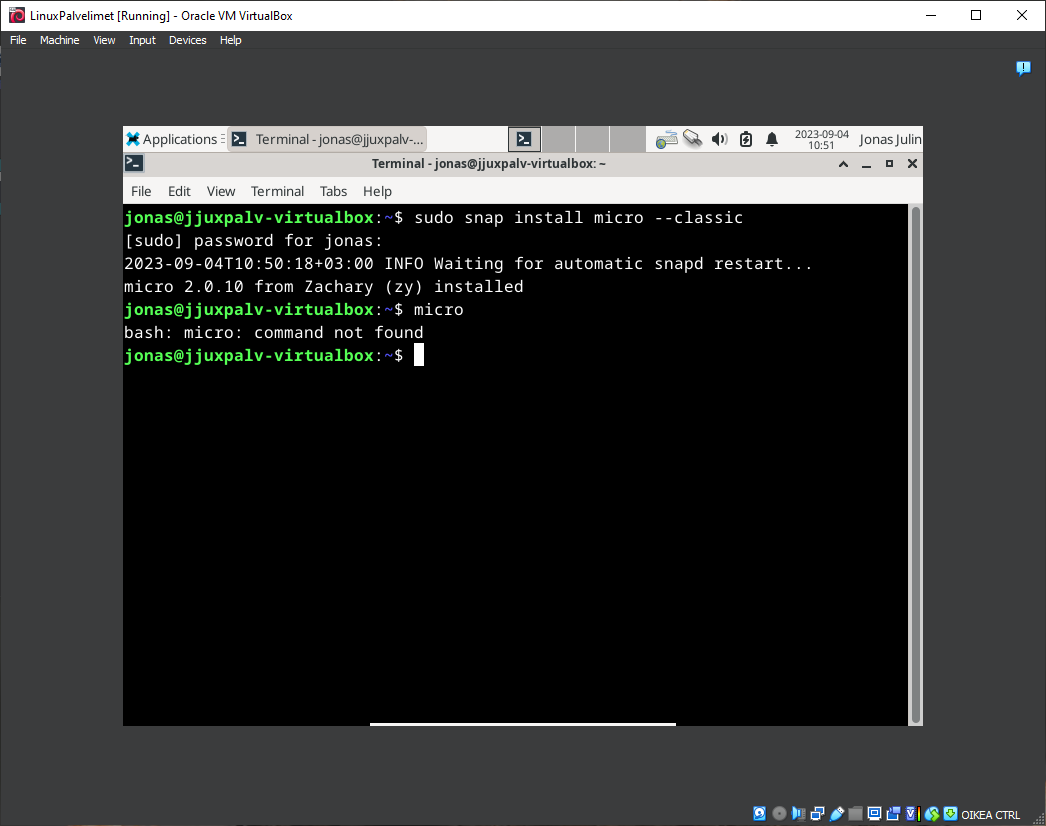 LinuxPalvelimet [Running] - Oracle VM VirtualBox
File Machine View Input Devices Help
Applications Terminal - jonas@jjuxpalv-... 2023-09-04 Jonas Julin
10:51
Terminal - jonas@jjuxpalv-virtualbox: ~
File Edit View Terminal Tabs Help
jonas@jjuxpalv-virtualbox:~$ sudo snap install micro --classic
[sudo] password for jonas:
2023-09-04T10:50:18+03:00 INFO Waiting for automatic snapd restart...
micro 2.0.10 from Zachary (zy) installed
jonas@jjuxpalv-virtualbox:~$ micro
bash: micro: command not found
jonas@jjuxpalv-virtualbox:~$
OIKEA CTRL